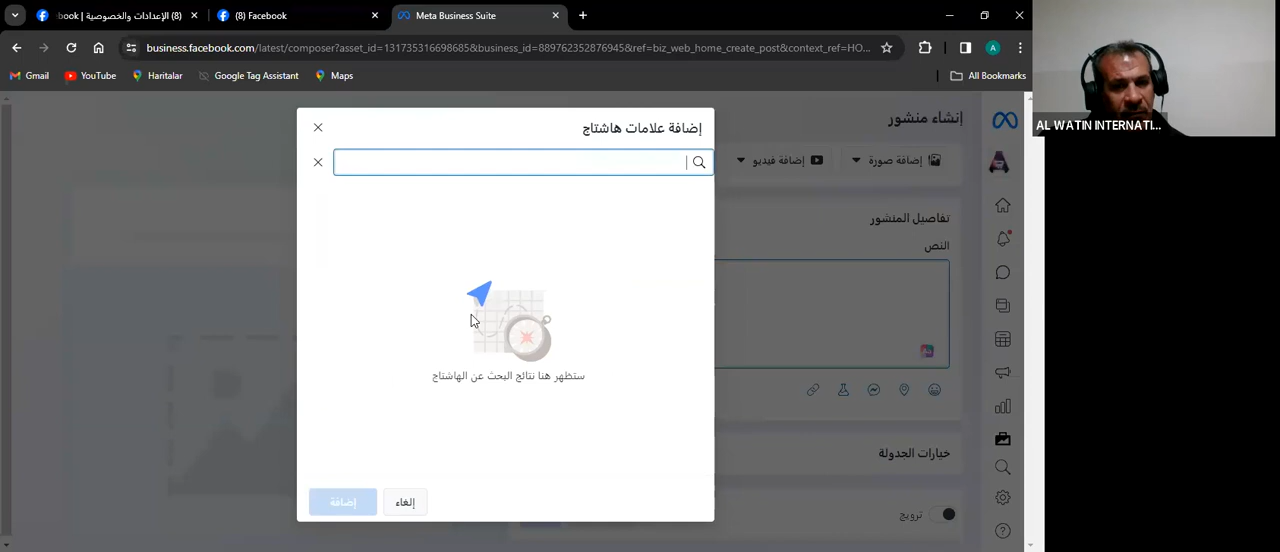 (8) الإعدادات والخصوصية | book
(8) Facebook
Meta Business Suite
business.facebook.com/latest/composer?asset_id=131735316698685&business_id=889762352876945&ref=biz_web_home_create_post&context_ref=HO...
A
Gmail
YouTube
Haritalar
Google Tag Assistant
Maps
All Bookmarks
AL WATIN INTERNATI...
إنشاء منشور
إضافة صورة
إضافة فيديو
تفاصيل المنشور
النص
خيارات الجدولة
ترويج
إضافة علامات هاشتاج
ستظهر هنا نتائج البحث عن الهاشتاج
إلغاء
إضافة